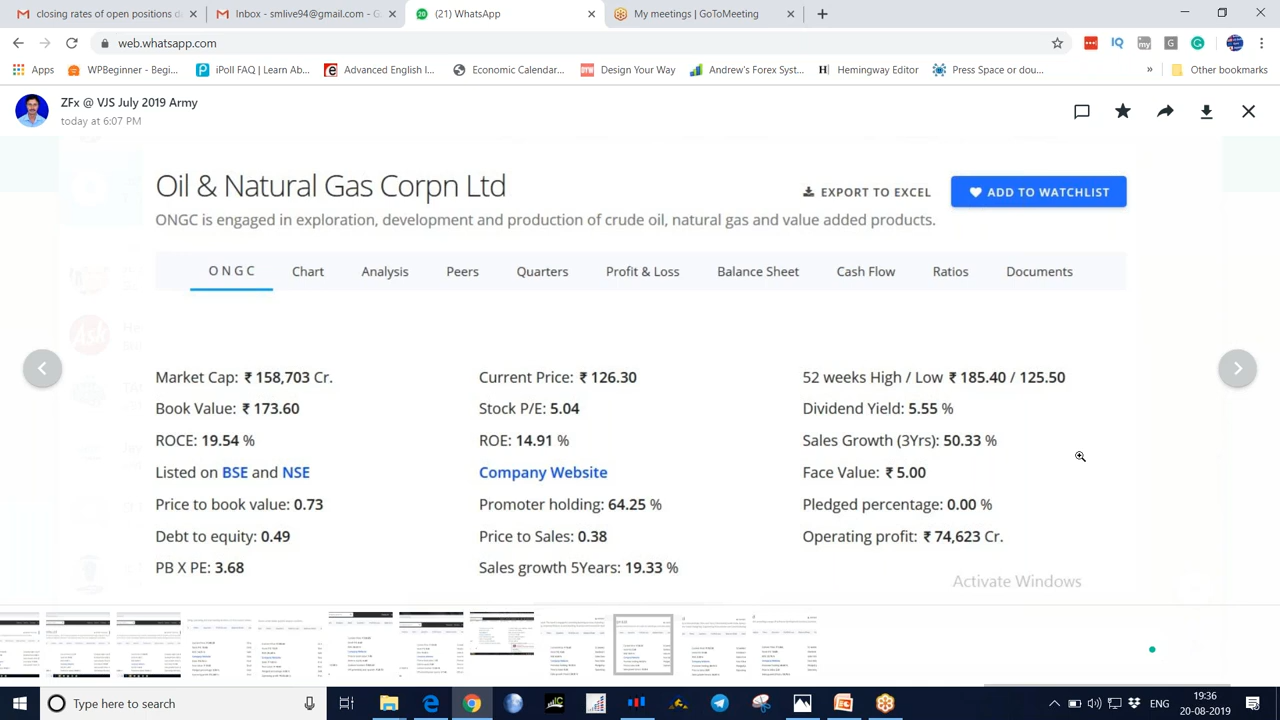 closing rates of open positions d
Inbox - smlive94@gmail.com - G
(21) WhatsApp
My meetings | GoToMeeting
web.whatsapp.com
Apps
WPBeginner - Begi...
iPoll FAQ | Learn Ab...
Advanced English I...
Economic Calendar...
Design Your Way
Andrew's Forex Syst...
Hemingway Editor
Press Space or dou...
Other bookmarks
ZFx @ VJS July 2019 Army
today at 6:07 PM
Oil & Natural Gas Corpn Ltd
EXPORT TO EXCEL
ADD TO WATCHLIST
ONGC is engaged in exploration, development and production of crude oil, natural gas and value added products.
O N G C Chart Analysis Peers Quarters Profit & Loss Balance Sheet Cash Flow Ratios Documents
Market Cap: ₹ 158,703 Cr. Current Price: ₹ 126.30 52 weeks High / Low ₹ 185.40 / 125.50
Book Value: ₹ 173.60 Stock P/E: 5.04 Dividend Yield: 5.55 %
ROCE: 19.54 % ROE: 14.91 % Sales Growth (3Yrs): 50.33 %
Listed on BSE and NSE Company Website Face Value: ₹ 5.00
Price to book value: 0.73 Promoter holding: 64.25 % Pledged percentage: 0.00 %
Debt to equity: 0.49 Price to Sales: 0.38 Operating profit: ₹ 74,623 Cr.
PB X PE: 3.68 Sales growth 5Years: 19.33 %
Activate Windows
Type here to search
ENG
19:36
20-08-2019